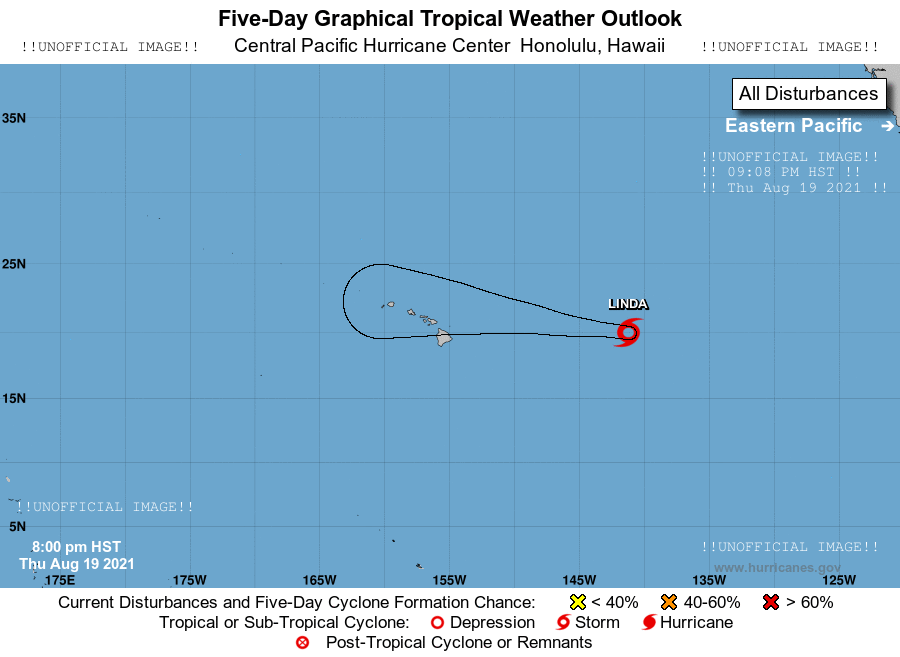 Five-Day Graphical Tropical Weather Outlook
!!UNOFFICIAL IMAGE!! Central Pacific Hurricane Center Honolulu, Hawaii !!UNOFFICIAL IMAGE!!
All Disturbances
35N
Eastern Pacific →
!!UNOFFICIAL IMAGE!!
!! 09:08 PM HST !!
!! Thu Aug 19 2021 !!
25N
LINDA
15N
!!UNOFFICIAL IMAGE!!
5N
8:00 pm HST
Thu Aug 19 2021
!!UNOFFICIAL IMAGE!!
www.hurricanes.gov
175E 175W 165W 155W 145W 135W 125W
Current Disturbances and Five-Day Cyclone Formation Chance: < 40% 40-60% > 60%
Tropical or Sub-Tropical Cyclone: Depression Storm Hurricane
Post-Tropical Cyclone or Remnants